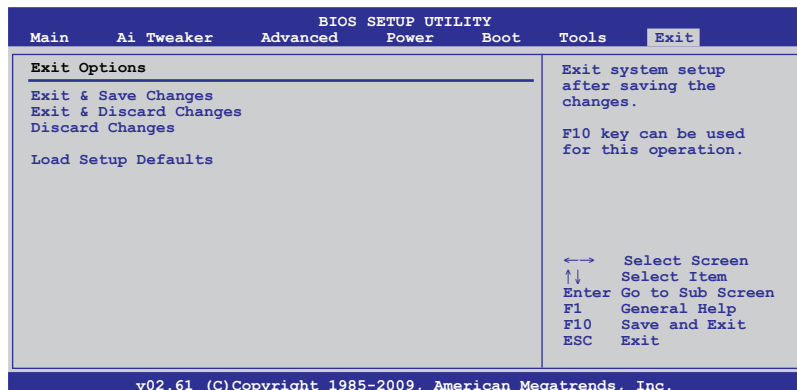 BIOS SETUP UTILITY
Main Ai Tweaker Advanced Power Boot Tools Exit
Exit Options
Exit & Save Changes
Exit & Discard Changes
Discard Changes
Load Setup Defaults
Exit system setup
after saving the
changes.
F10 key can be used
for this operation.
←→ Select Screen
↑↓ Select Item
Enter Go to Sub Screen
F1 General Help
F10 Save and Exit
ESC Exit
v02.61 (C)Copyright 1985-2009, American Megatrends, Inc.